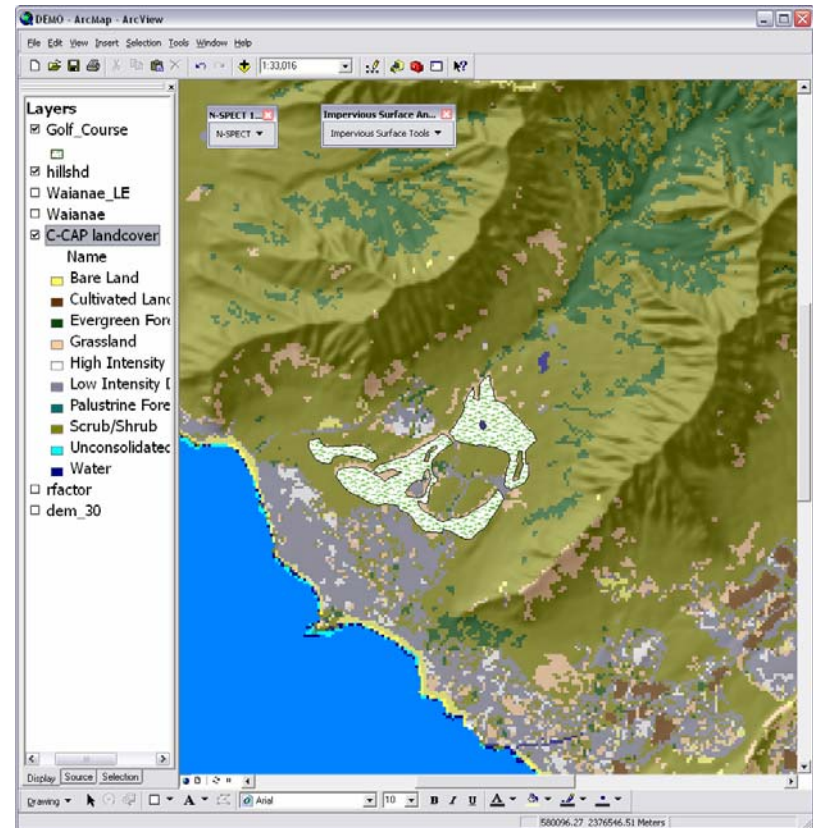 DEMO - ArcMap - ArcView
File Edit View Insert Selection Tools Window Help
1:33,016
Layers
Golf_Course
hillshd
Waianae_LE
Waianae
C-CAP landcover
Name
Bare Land
Cultivated Lanc
Evergreen Fore
Grassland
High Intensity
Low Intensity D
Palustrine Fore
Scrub/Shrub
Unconsolidatec
Water
rfactor
dem_30
N-SPECT 1...
N-SPECT
Impervious Surface An...
Impervious Surface Tools
Display Source Selection
Drawing A Arial 10 B I U A
580096.27 2376546.51 Meters